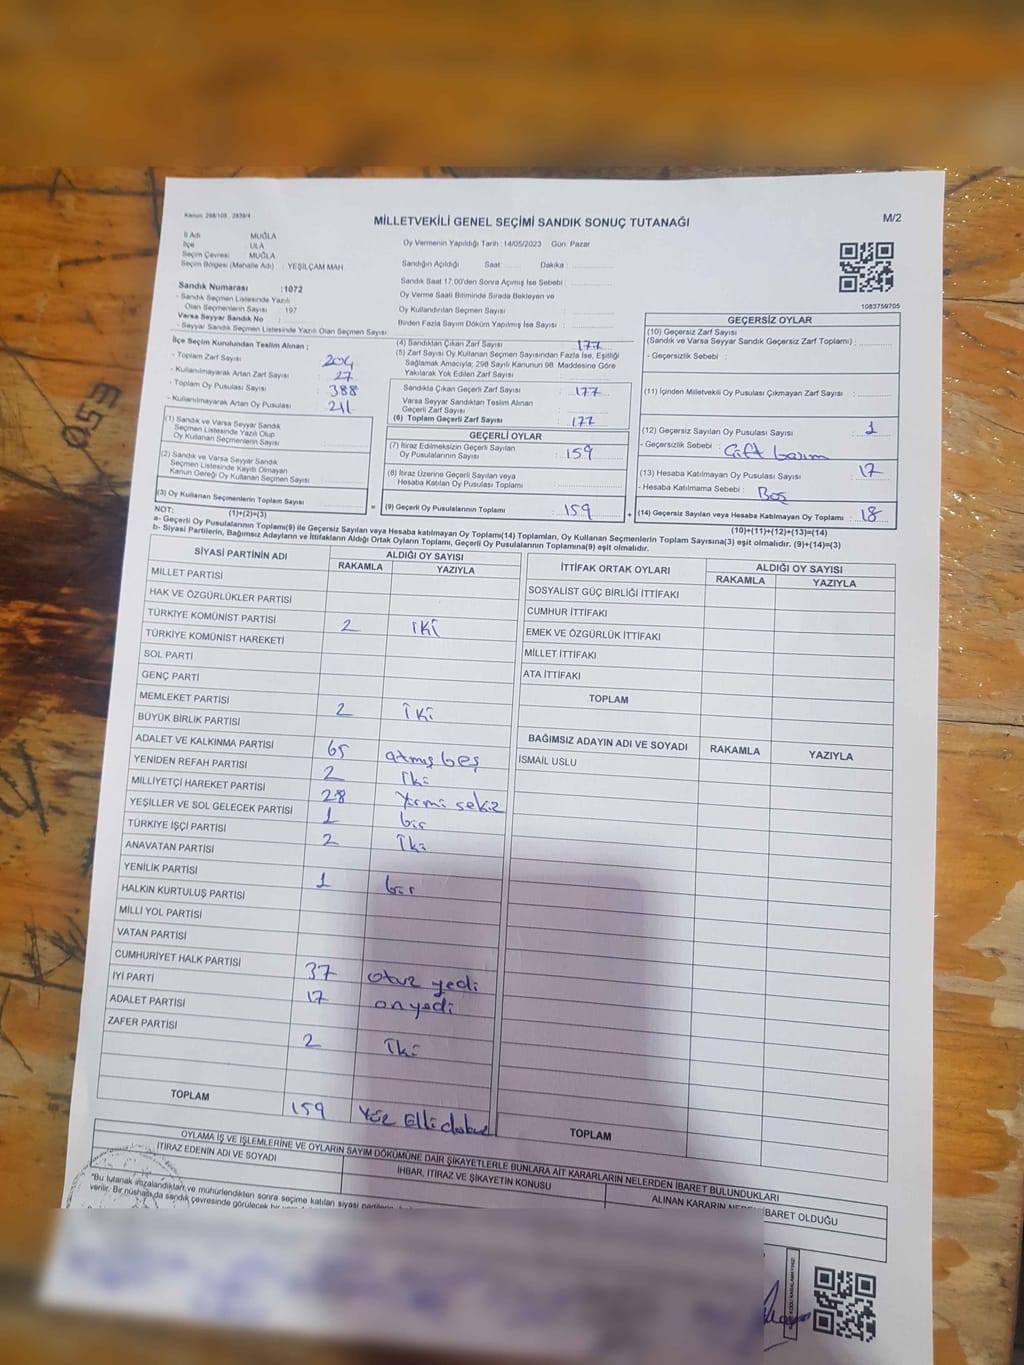 Kanun, 298/105 , 2839/4
MİLLETVEKİLİ GENEL SEÇİMİ SANDIK SONUÇ TUTANAĞI
M/2
İl Adı : MUĞLA
İlçe : ULA
Seçim Çevresi : MUĞLA
Seçim Bölgesi (Mahalle Adı) : YEŞİLÇAM MAH
Sandık Numarası :1072
- Sandık Seçmen Listesinde Yazılı
Olan Seçmenlerin Sayısı : 197
Varsa Seyyar Sandık No :
- Seyyar Sandık Seçmen Listesinde Yazılı Olan Seçmen Sayısı:
Oy Vermenin Yapıldığı Tarih : 14/05/2023 Gün: Pazar
Sandığın Açıldığı Saat: Dakika :
Sandık Saat 17:00'den Sonra Açımış İse Sebebi :
Oy Verme Saati Bitiminde Sırada Bekleyen ve
Oy Kullandırılan Seçmen Sayısı :
Birden Fazla Sayım Döküm Yapılmış İse Sayısı :
1083759705
İlçe Seçim Kurulundan Teslim Alınan ;
- Toplam Zarf Sayısı : 204
- Kullanılmayarak Artan Zarf Sayısı : 27
- Toplam Oy Pusulası Sayısı : 388
- Kullanılmayarak Artan Oy Pusulası : 211
(1) Sandık ve Varsa Seyyar Sandık
Seçmen Listesinde Yazılı Olup
Oy Kullanan Seçmenlerin Sayısı :
(2) Sandık ve Varsa Seyyar Sandık
Seçmen Listesinde Kayıtlı Olmayan
Kanun Gereği Oy Kullanan Seçmenlerin Sayısı :
(3) Oy Kullanan Seçmenlerin Toplam Sayısı :
(1)+(2)=(3)
(4) Sandıktan Çıkan Zarf Sayısı : 177
(5) Zarf Sayısı Oy Kullanan Seçmen Sayısından Fazla İse, Eşitliği
Sağlamak Amacıyla; 298 Sayılı Kanunun 98. Maddesine Göre
Yakılarak Yok Edilen Zarf Sayısı :
Sandıkta Çıkan Geçerli Zarf Sayısı : 177
Varsa Seyyar Sandıktan Teslim Alınan
Geçerli Zarf Sayısı :
(6) Toplam Geçerli Zarf Sayısı : 177
GEÇERLİ OYLAR
(7) İtiraz Edilmeksizin Geçerli Sayılan
Oy Pusulalarının Sayısı : 159
(8) İtiraz Üzerine Geçerli Sayılan veya
Hesaba Katılan Oy Pusulası Toplamı :
= (9) Geçerli Oy Pusulalarının Toplamı : 159 +
GEÇERSİZ OYLAR
(10) Geçersiz Zarf Sayısı
(Sandık ve Varsa Seyyar Sandık Geçersiz Zarf Toplamı) :
- Geçersizlik Sebebi :
(11) İçinden Milletvekili Oy Pusulası Çıkmayan Zarf Sayısı :
(12) Geçersiz Sayılan Oy Pusulası Sayısı : 1
- Geçersizlik Sebebi : Çift basım
(13) Hesaba Katılmayan Oy Pusulası Sayısı : 17
- Hesaba Katılmama Sebebi : Boş
(14) Geçersiz Sayılan veya Hesaba Katılmayan Oy Toplamı : 18
(10)+(11)+(12)+(13)=(14)
NOT:
a- Geçerli Oy Pusulalarının Toplamı(9) ile Geçersiz Sayılan veya Hesaba katılmayan Oy Toplamı(14) Toplamları, Oy Kullanan Seçmenlerin Toplam Sayısına(3) eşit olmalıdır. (9)+(14)=(3)
b- Siyasi Partilerin, Bağımsız Adayların ve İttifakların Aldığı Ortak Oyların Toplamı, Geçerli Oy Pusulalarının Toplamına(9) eşit olmalıdır.
SİYASİ PARTİNİN ADI ALDIĞI OY SAYISI
RAKAMLA YAZIYLA
MİLLET PARTİSİ
HAK VE ÖZGÜRLÜKLER PARTİSİ
TÜRKİYE KOMÜNİST PARTİSİ 2 iki
TÜRKİYE KOMÜNİST HAREKETİ
SOL PARTİ
GENÇ PARTİ
MEMLEKET PARTİSİ 2 iki
BÜYÜK BİRLİK PARTİSİ
ADALET VE KALKINMA PARTİSİ 65 atmış beş
YENİDEN REFAH PARTİSİ 2 iki
MİLLİYETÇİ HAREKET PARTİSİ 28 Yirmi sekiz
YEŞİLLER VE SOL GELECEK PARTİSİ 1 bir
TÜRKİYE İŞÇİ PARTİSİ 2 iki
ANAVATAN PARTİSİ
YENİLİK PARTİSİ 1 bir
HALKIN KURTULUŞ PARTİSİ
MİLLİ YOL PARTİSİ
VATAN PARTİSİ
CUMHURİYET HALK PARTİSİ 37 otuz yedi
İYİ PARTİ 17 onyedi
ADALET PARTİSİ
ZAFER PARTİSİ 2 iki
TOPLAM 159 Yüz Elli dokuz
İTTİFAK ORTAK OYLARI ALDIĞI OY SAYISI
RAKAMLA YAZIYLA
SOSYALİST GÜÇ BİRLİĞİ İTTİFAKI
CUMHUR İTTİFAKI
EMEK VE ÖZGÜRLÜK İTTİFAKI
MİLLET İTTİFAKI
ATA İTTİFAKI
TOPLAM
BAĞIMSIZ ADAYIN ADI VE SOYADI RAKAMLA YAZIYLA
İSMAİL USLU
TOPLAM
OYLAMA İŞ VE İŞLEMLERİNE VE OYLARIN SAYIM DÖKÜMÜNE DAİR ŞİKAYETLERLE BUNLARA AİT KARARLARIN NELERDEN İBARET BULUNDUKLARI
İTİRAZ EDENİN ADI VE SOYADI İHBAR, İTİRAZ VE ŞİKAYETİN KONUSU ALINAN KARARIN İBARET OLDUĞU
"Bu tutanak imzalandıktan ve mühürlendikten sonra seçime katılan siyasi
verilir. Bir nüshası da sandık çevresinde görülecek bir
053